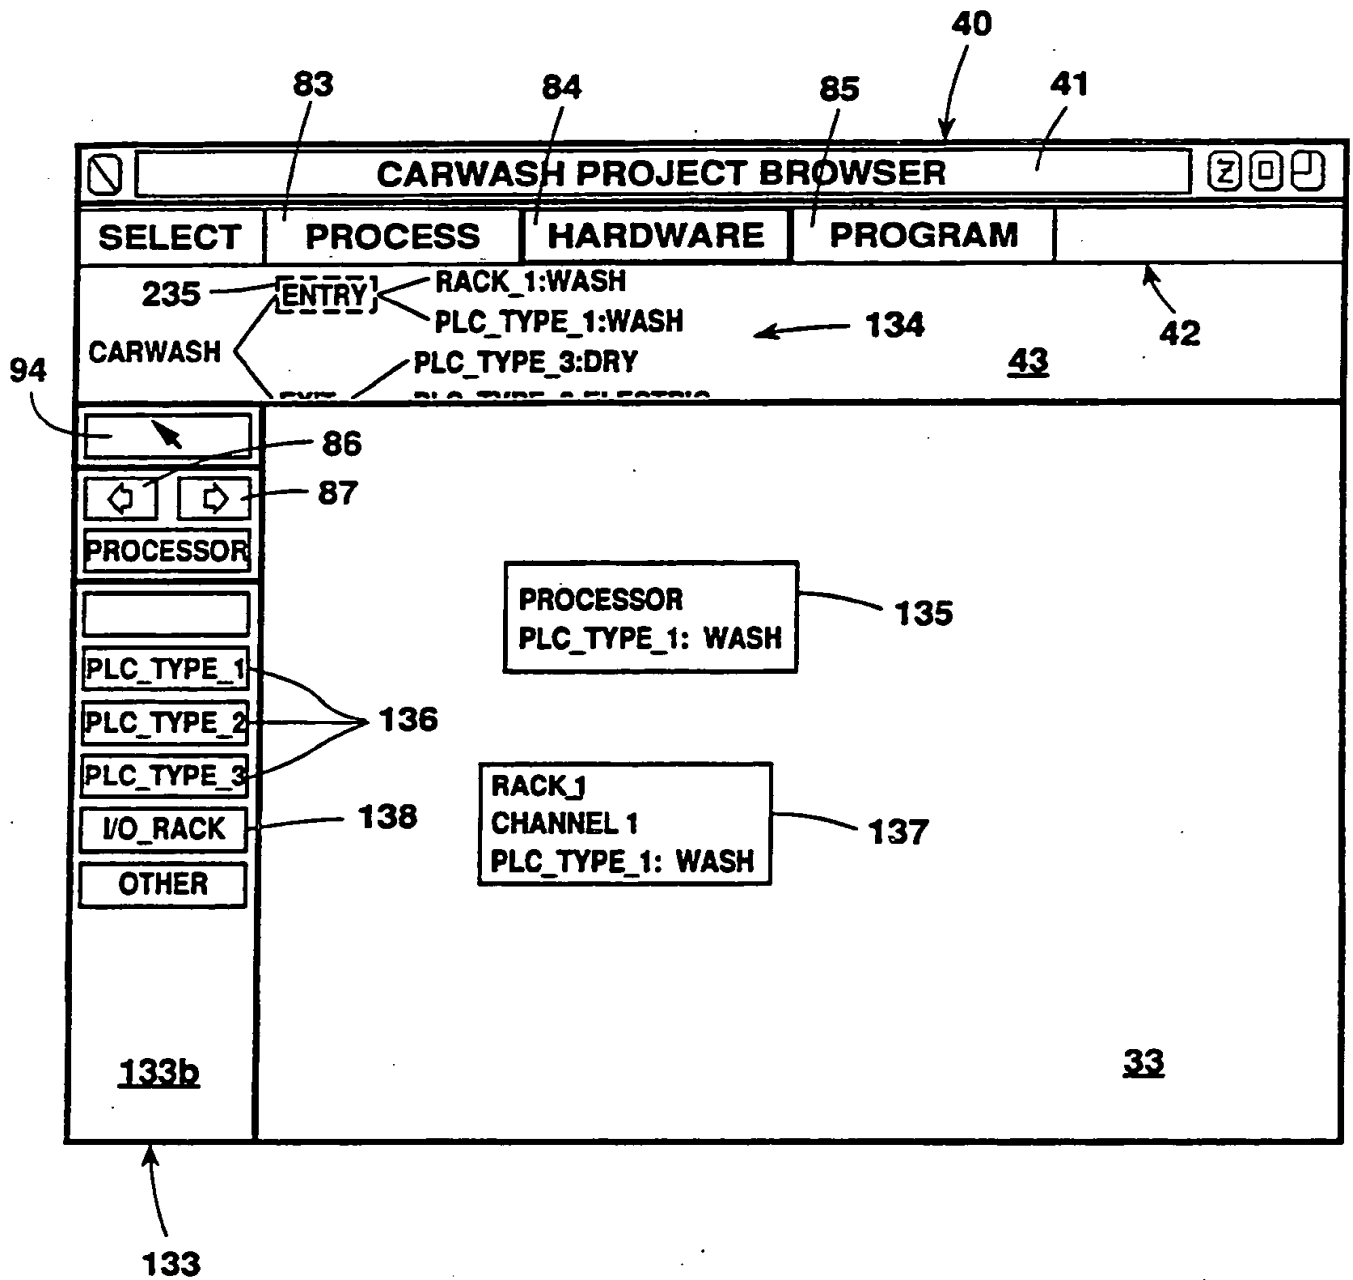 40
83
84
85
41
CARWASH PROJECT BROWSER
Z
SELECT PROCESS HARDWARE PROGRAM
235
ENTRY
RACK_1:WASH
PLC_TYPE_1:WASH
134
42
CARWASH
PLC_TYPE_3:DRY
43
94
86
87
PROCESSOR
PROCESSOR
PLC_TYPE_1: WASH
135
PLC_TYPE_1
PLC_TYPE_2
PLC_TYPE_3
136
I/O_RACK
138
OTHER
RACK_1
CHANNEL 1
PLC_TYPE_1: WASH
137
133b
33
133